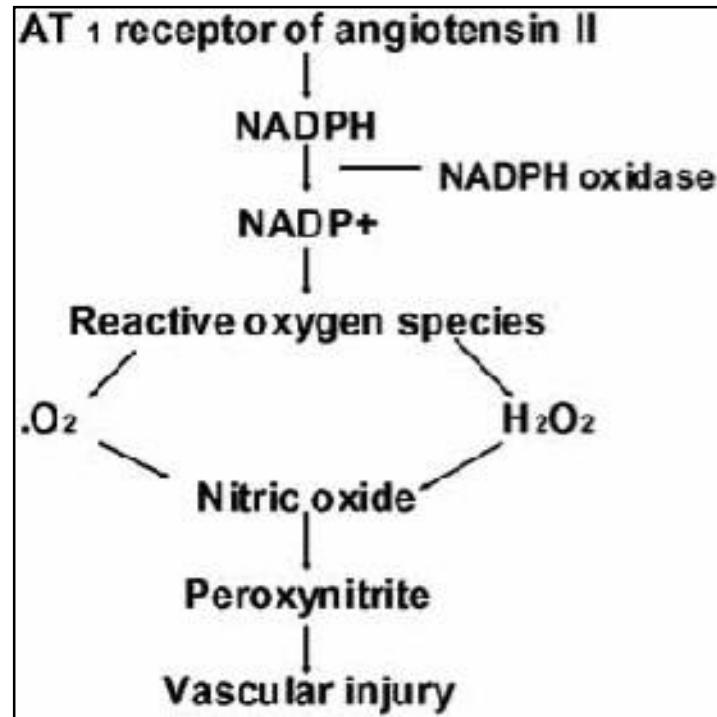 AT 1 receptor of angiotensin II
NADPH
NADPH oxidase
NADP+
Reactive oxygen species
.O₂
H₂O₂
Nitric oxide
Peroxynitrite
Vascular injury